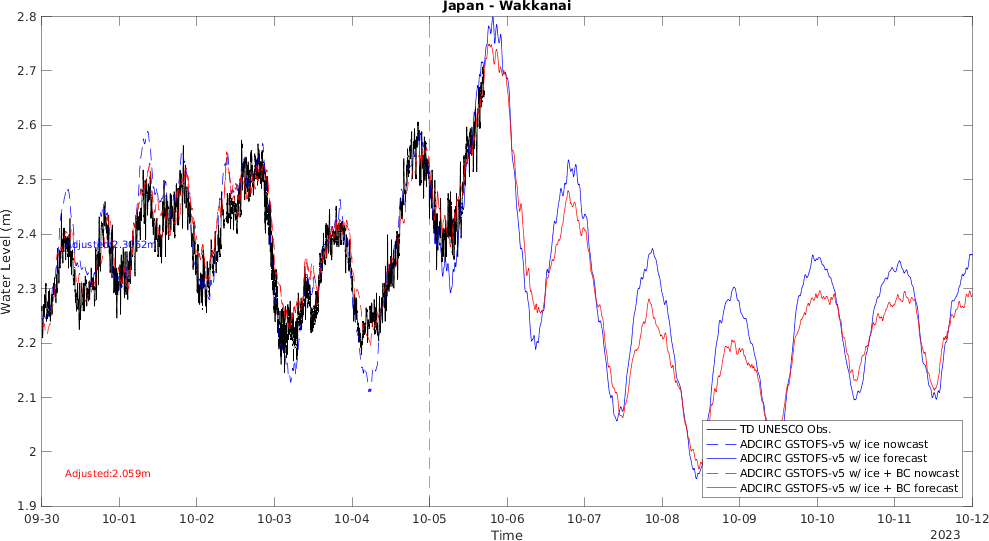 Japan - Wakkanai
2.8
2.7
2.6
2.5
2.4
2.3
2.2
2.1
2
1.9
Water Level (m)
Adjusted:2.059m
TD UNESCO Obs.
ADCIRC GSTOFS-v5 w/ ice nowcast
ADCIRC GSTOFS-v5 w/ ice forecast
ADCIRC GSTOFS-v5 w/ ice + BC nowcast
ADCIRC GSTOFS-v5 w/ ice + BC forecast
09-30 10-01 10-02 10-03 10-04 10-05 10-06 10-07 10-08 10-09 10-10 10-11 10-12
Time
2023